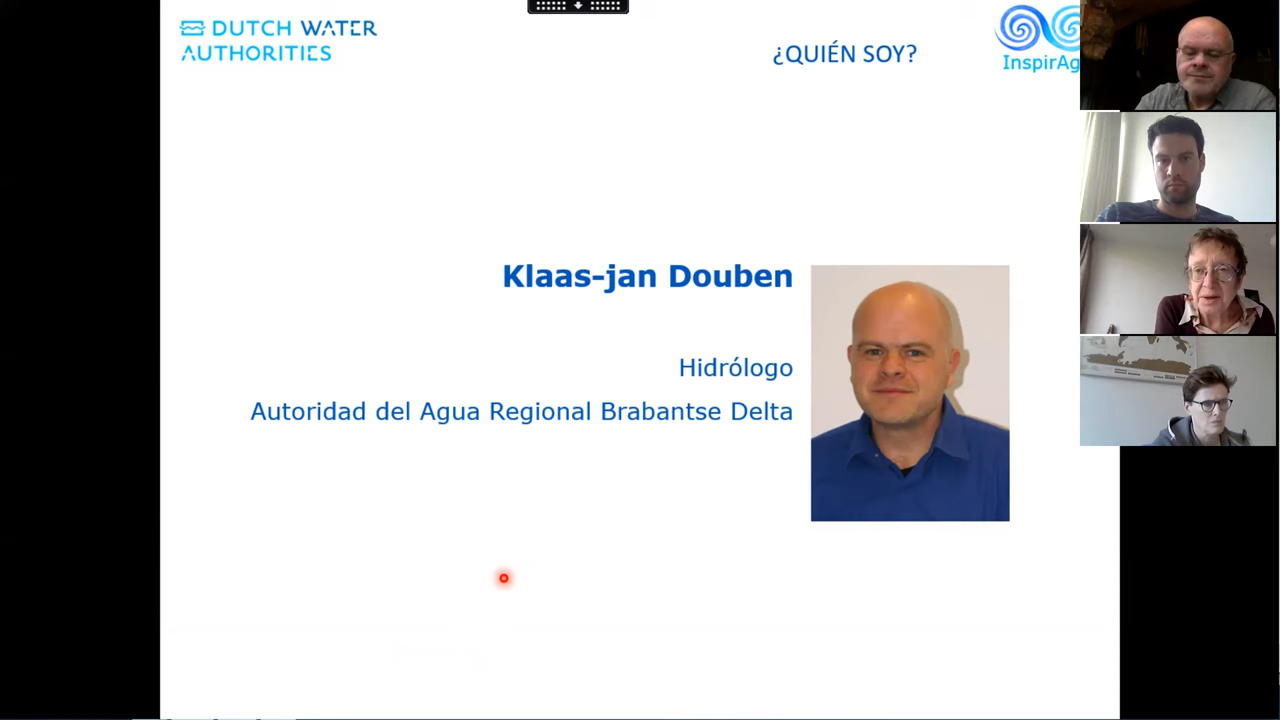 DUTCH WATER
AUTHORITIES
¿QUIÉN SOY?
InspirAg
Klaas-jan Douben
Hidrólogo
Autoridad del Agua Regional Brabantse Delta